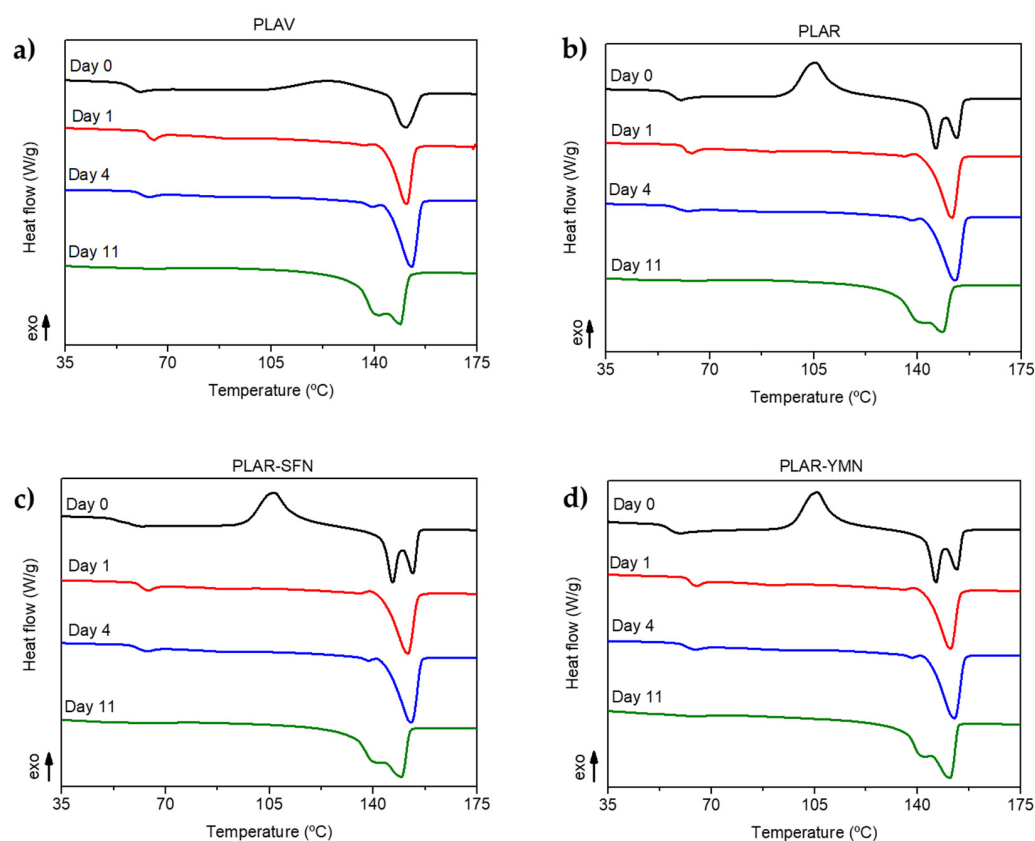 PLAV
a)
Day 0
Day 1
Day 4
Day 11
Heat flow (W/g)
exo
35
70
105
140
175
Temperature (ºC)
PLAR
b)
Day 0
Day 1
Day 4
Day 11
Heat flow (W/g)
exo
35
70
105
140
175
Temperature (ºC)
PLAR-SFN
c)
Day 0
Day 1
Day 4
Day 11
Heat flow (W/g)
exo
35
70
105
140
175
Temperature (ºC)
PLAR-YMN
d)
Day 0
Day 1
Day 4
Day 11
Heat flow (W/g)
exo
35
70
105
140
175
Temperature (ºC)